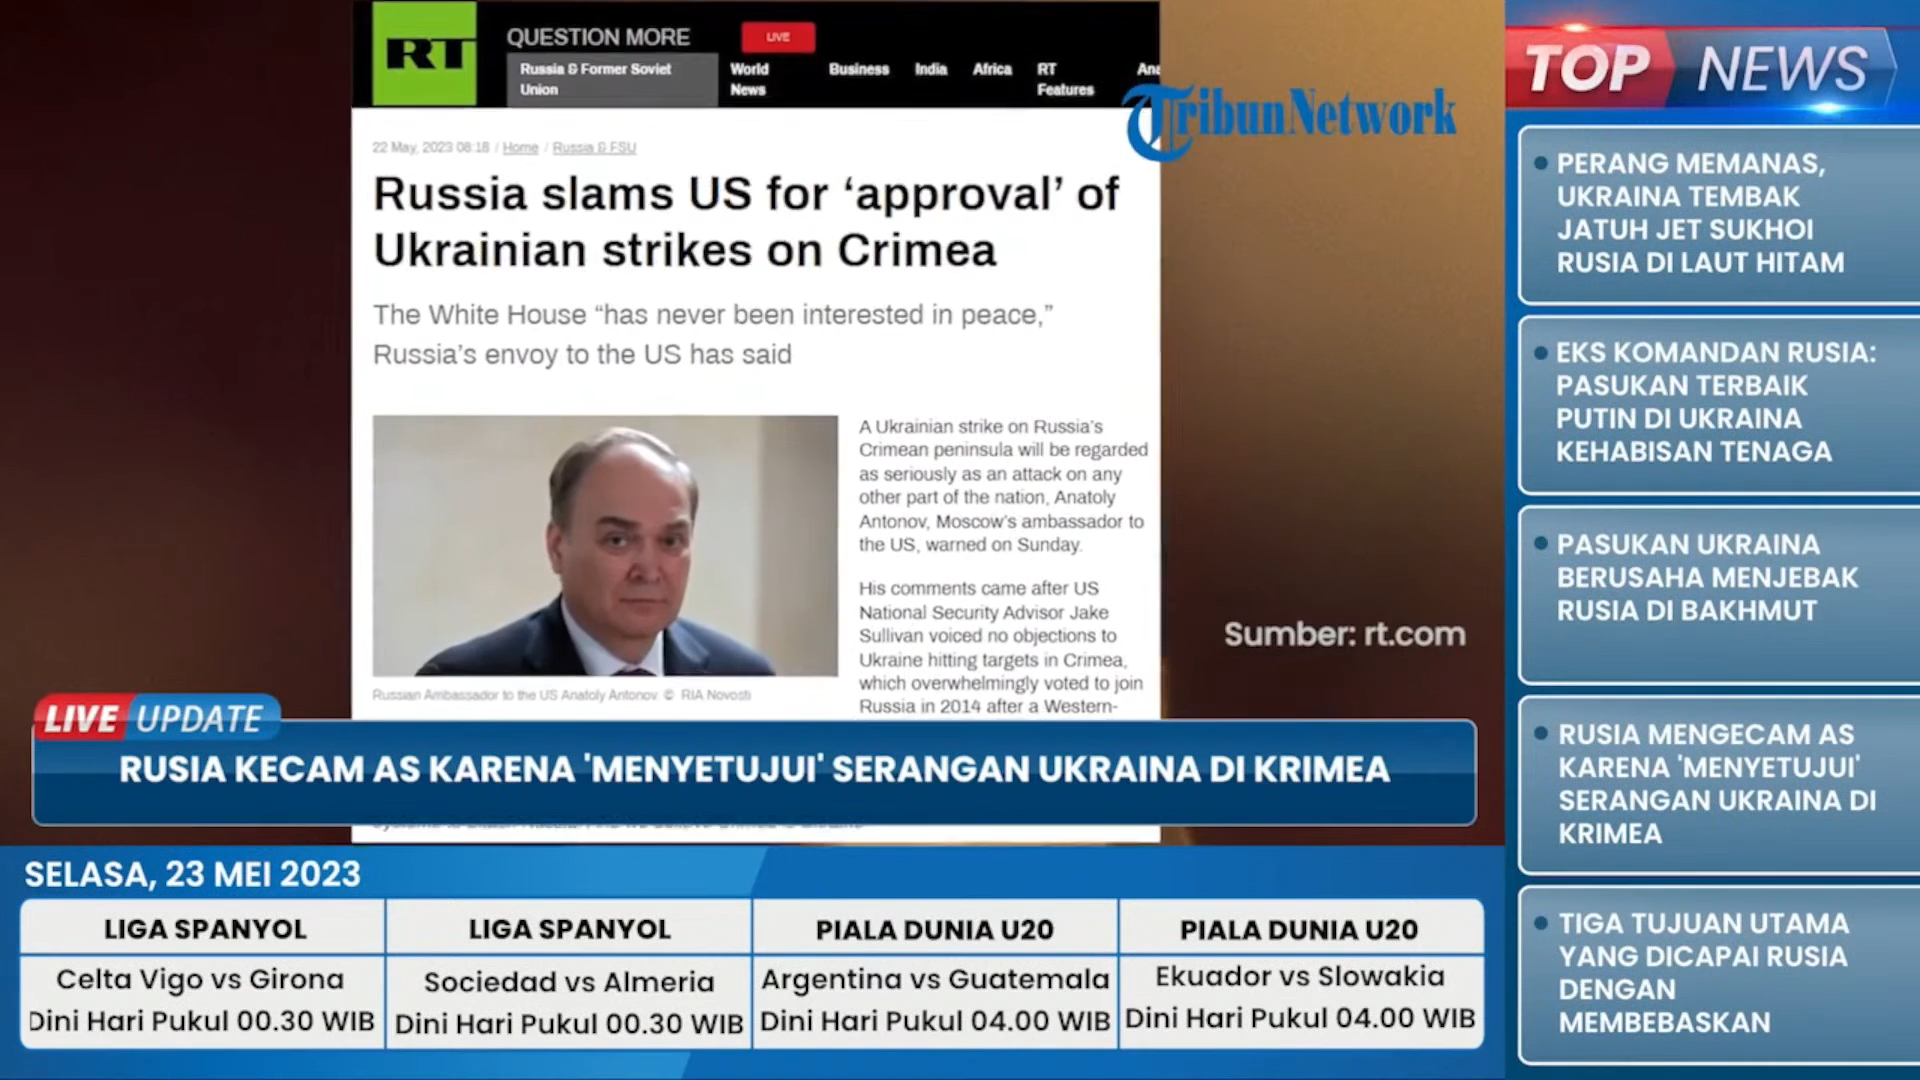 RT
QUESTION MORE
LIVE
Russia & Former Soviet
Union
World
News
Business
India
Africa
RT
Features
TribunNetwork
22 May, 2023 08:18 / Home / Russia & FSU
Russia slams US for ‘approval’ of
Ukrainian strikes on Crimea
The White House “has never been interested in peace,”
Russia’s envoy to the US has said
A Ukrainian strike on Russia’s
Crimean peninsula will be regarded
as seriously as an attack on any
other part of the nation, Anatoly
Antonov, Moscow’s ambassador to
the US, warned on Sunday.
His comments came after US
National Security Advisor Jake
Sullivan voiced no objections to
Ukraine hitting targets in Crimea,
which overwhelmingly voted to join
Russia in 2014 after a Western-
Russian Ambassador to the US Anatoly Antonov. © RIA Novosti
Sumber: rt.com
LIVE UPDATE
RUSIA KECAM AS KARENA 'MENYETUJUI' SERANGAN UKRAINA DI KRIMEA
SELASA, 23 MEI 2023
LIGA SPANYOL
Celta Vigo vs Girona
Dini Hari Pukul 00.30 WIB
LIGA SPANYOL
Sociedad vs Almeria
Dini Hari Pukul 00.30 WIB
PIALA DUNIA U20
Argentina vs Guatemala
Dini Hari Pukul 04.00 WIB
PIALA DUNIA U20
Ekuador vs Slowakia
Dini Hari Pukul 04.00 WIB
TOP NEWS
• PERANG MEMANAS,
UKRAINA TEMBAK
JATUH JET SUKHOI
RUSIA DI LAUT HITAM
• EKS KOMANDAN RUSIA:
PASUKAN TERBAIK
PUTIN DI UKRAINA
KEHABISAN TENAGA
• PASUKAN UKRAINA
BERUSAHA MENJEBAK
RUSIA DI BAKHMUT
• RUSIA MENGECAM AS
KARENA 'MENYETUJUI'
SERANGAN UKRAINA DI
KRIMEA
• TIGA TUJUAN UTAMA
YANG DICAPAI RUSIA
DENGAN
MEMBEBASKAN